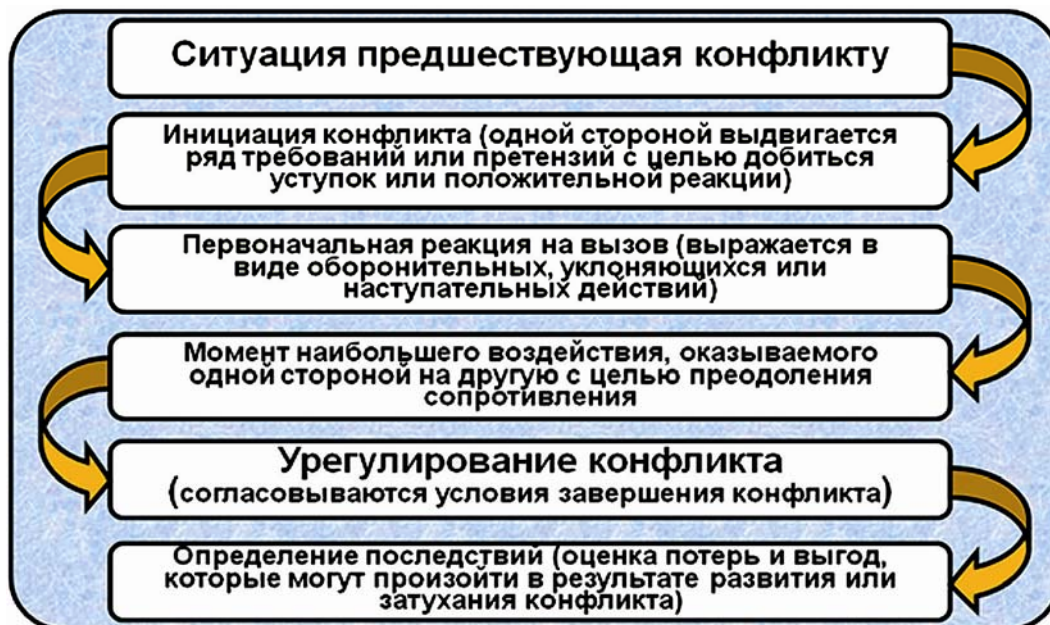 Ситуация предшествующая конфликту
Инициация конфликта (одной стороной выдвигается
ряд требований или претензий с целью добиться
уступок или положительной реакции)
Первоначальная реакция на вызов (выражается в
виде оборонительных, уклоняющихся или
наступательных действий)
Момент наибольшего воздействия, оказываемого
одной стороной на другую с целью преодоления
сопротивления
Урегулирование конфликта
(согласовываются условия завершения конфликта)
Определение последствий (оценка потерь и выгод,
которые могут произойти в результате развития или
затухания конфликта)